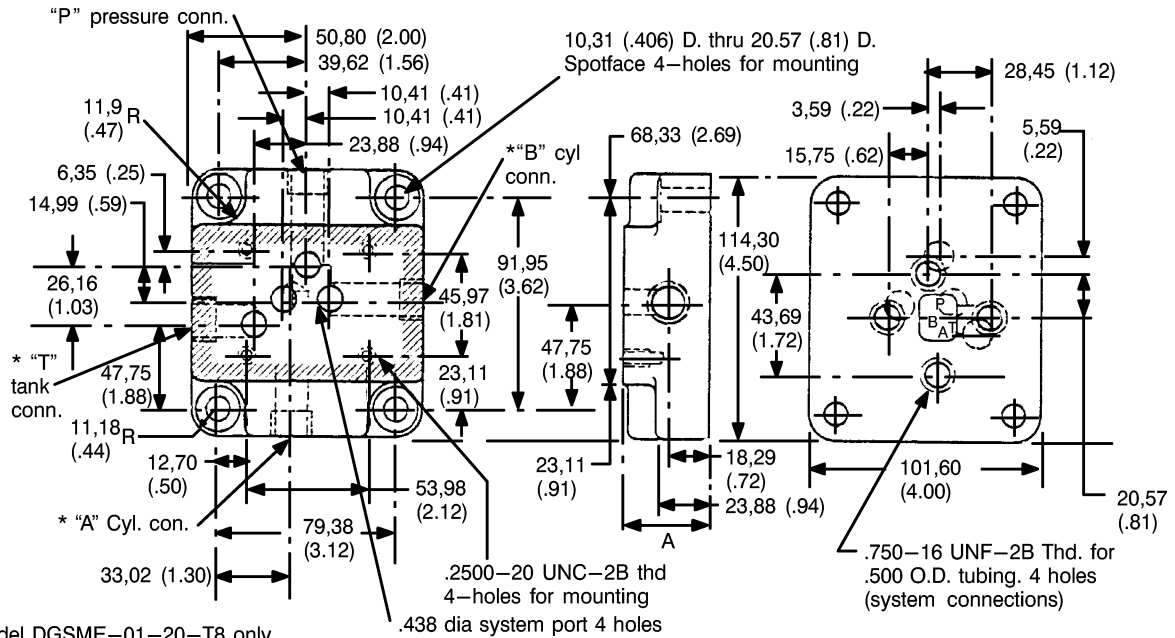 "P" pressure conn.
50,80 (2.00)
39,62 (1.56)
10,41 (.41)
10,41 (.41)
23,88 (.94)
11,9 R
(.47)
6,35 (.25)
14,99 (.59)
26,16
(1.03)
* "T"
tank
conn.
47,75
(1.88)
11,18 R
(.44)
12,70
(.50)
* "A" Cyl. con.
33,02 (1.30)
79,38
(3.12)
53,98
(2.12)
*"B" cyl
conn.
91,95
(3.62)
45,97
(1.81)
23,11
(.91)
.2500–20 UNC–2B thd
4–holes for mounting
.438 dia system port 4 holes
del DGSME–01–20–T8 only
10,31 (.406) D. thru 20.57 (.81) D.
Spotface 4–holes for mounting
68,33 (2.69)
114,30
(4.50)
47,75
(1.88)
23,11
(.91)
18,29
(.72)
23,88 (.94)
A
28,45 (1.12)
3,59 (.22)
15,75 (.62)
5,59
(.22)
43,69
(1.72)
P
B T
A
101,60
(4.00)
20,57
(.81)
.750–16 UNF–2B Thd. for
.500 O.D. tubing. 4 holes
(system connections)